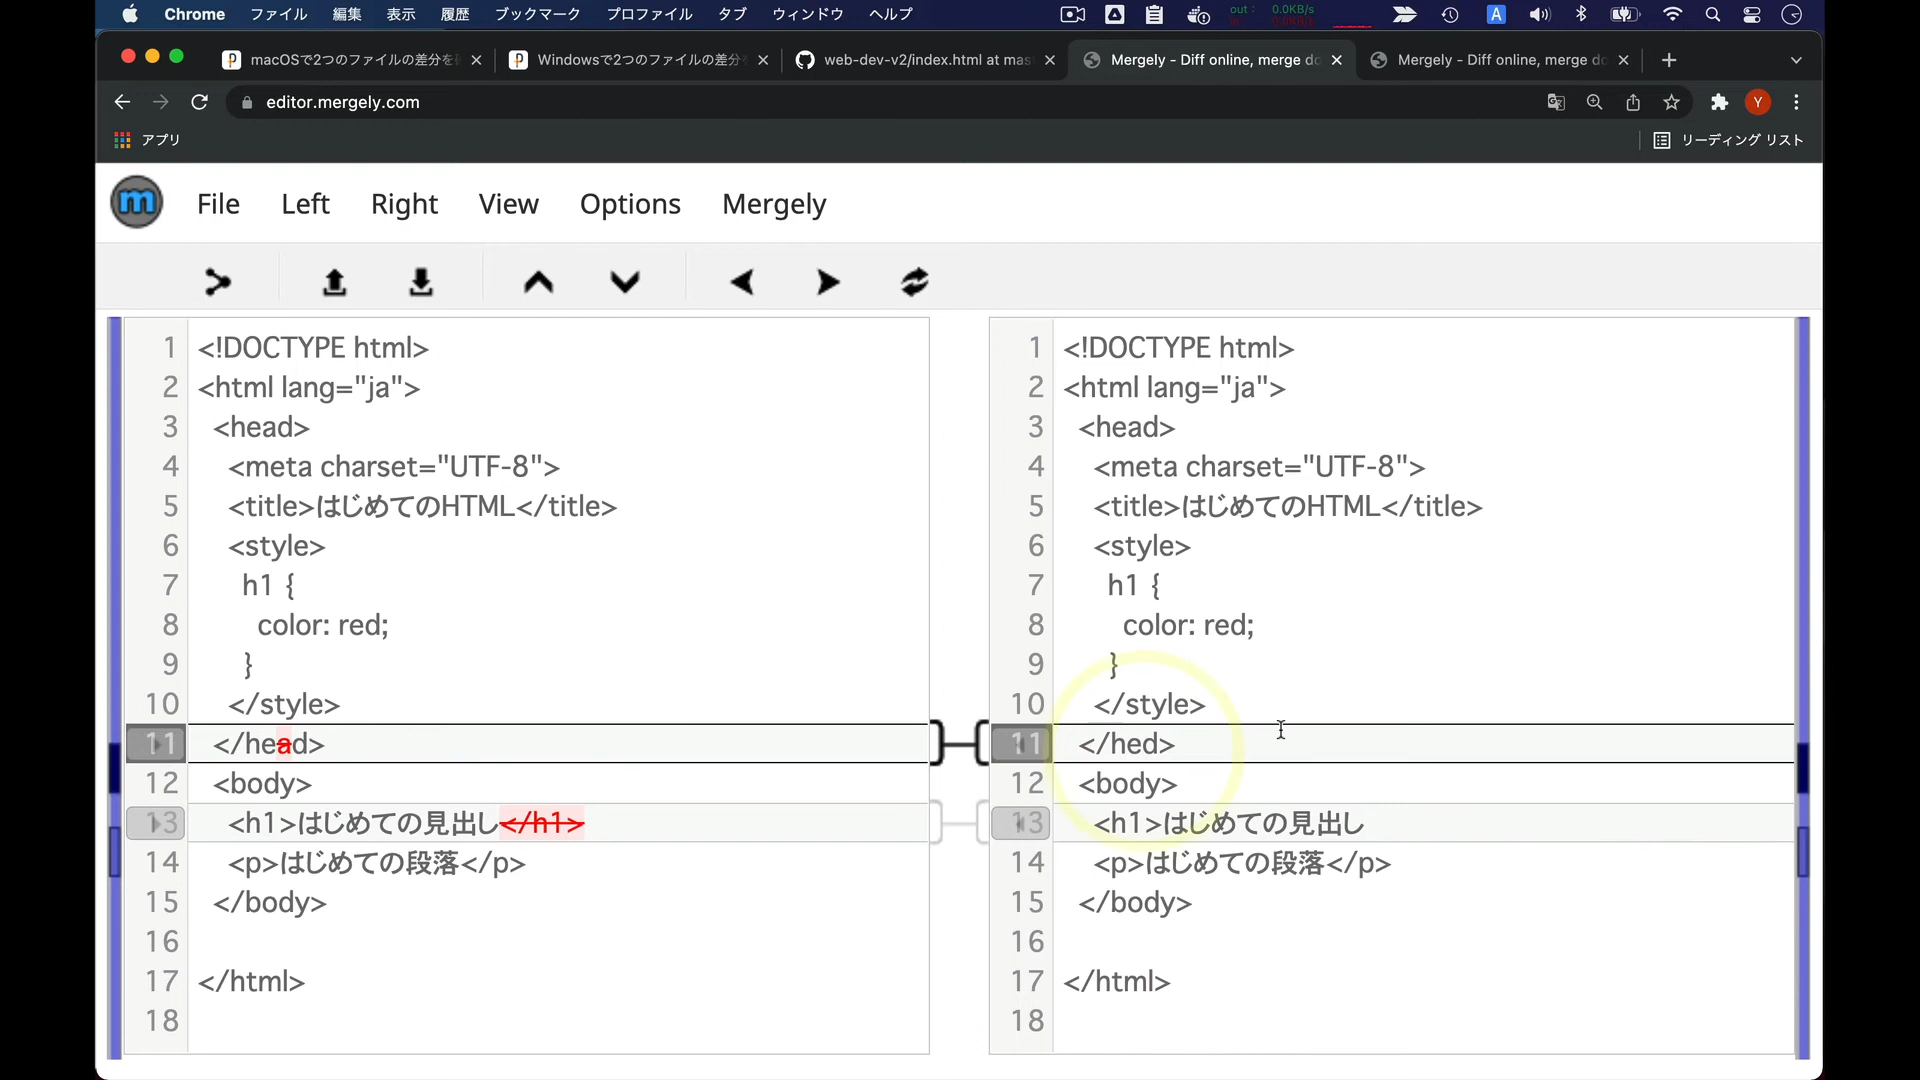 Chrome ファイル 編集 表示 履歴 ブックマーク プロファイル タブ ウィンドウ ヘルプ out : 0.0KB/s 0.0KB/s A
macOSで2つのファイルの差分を Windowsで2つのファイルの差分 web-dev-v2/index.html at mas Mergely - Diff online, merge do Mergely - Diff online, merge do
editor.mergely.com Y
アプリ リーディング リスト
m File Left Right View Options Mergely
1 <!DOCTYPE html>
2 <html lang="ja">
3 <head>
4 <meta charset="UTF-8">
5 <title>はじめてのHTML</title>
6 <style>
7 h1 {
8 color: red;
9 }
10 </style>
11 </head>
12 <body>
13 <h1>はじめての見出し</h1>
14 <p>はじめての段落</p>
15 </body>
16
17 </html>
18
1 <!DOCTYPE html>
2 <html lang="ja">
3 <head>
4 <meta charset="UTF-8">
5 <title>はじめてのHTML</title>
6 <style>
7 h1 {
8 color: red;
9 }
10 </style>
11 </hed>
12 <body>
13 <h1>はじめての見出し
14 <p>はじめての段落</p>
15 </body>
16
17 </html>
18